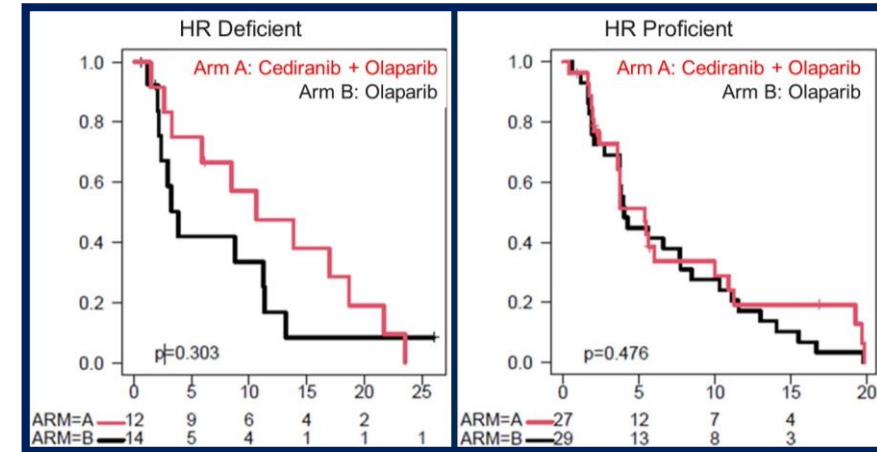 HR Deficient
Arm A: Cediranib + Olaparib
Arm B: Olaparib
1.0
0.8
0.6
0.4
0.2
0.0
p=0.303
0 5 10 15 20 25
ARM=A 12 9 6 4 2
ARM=B 14 5 4 1 1 1
HR Proficient
Arm A: Cediranib + Olaparib
Arm B: Olaparib
1.0
0.8
0.6
0.4
0.2
0.0
p=0.476
0 5 10 15 20
ARM=A 27 12 7 4
ARM=B 29 13 8 3